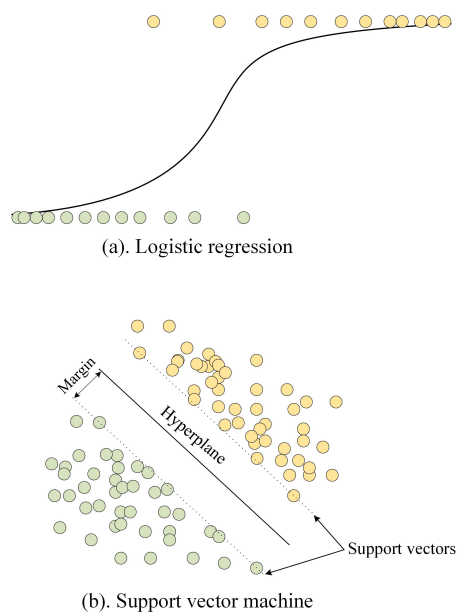 (a). Logistic regression
Margin
Hyperplane
Support vectors
(b). Support vector machine